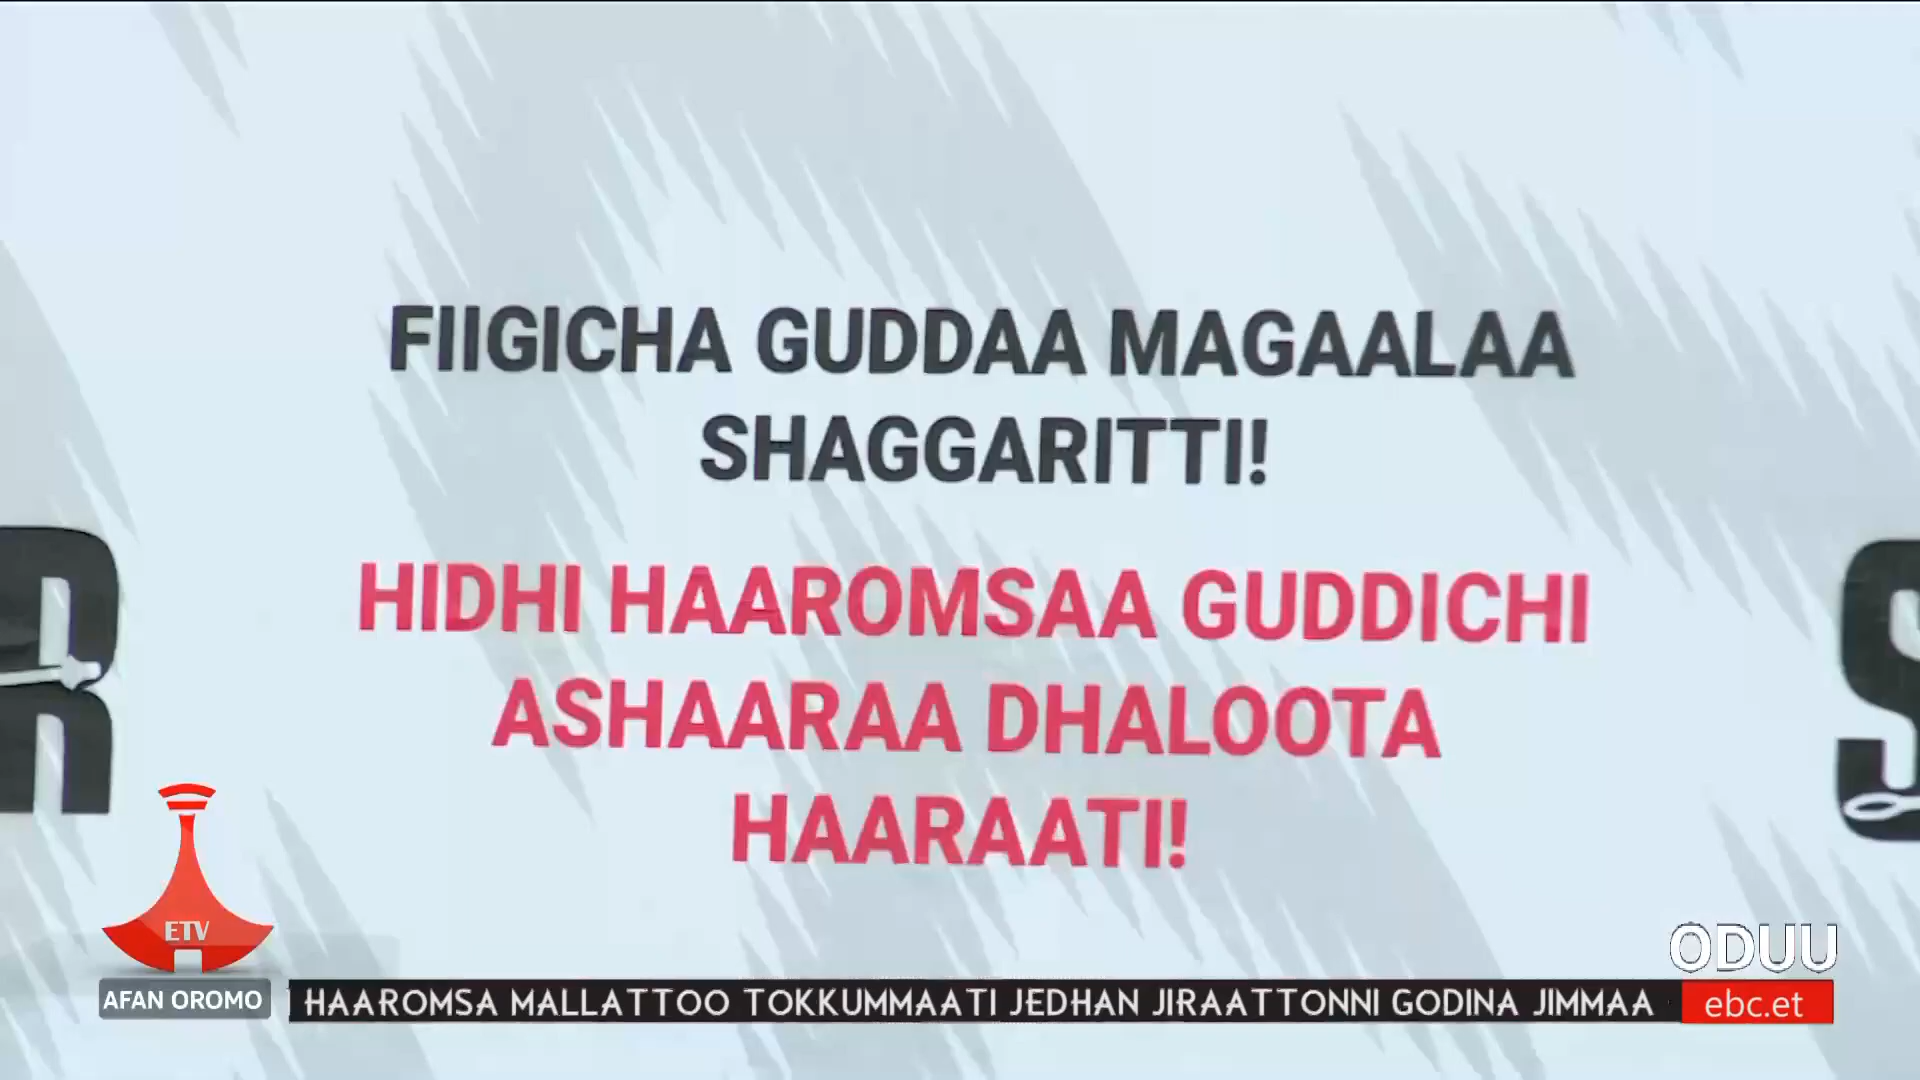 FIIGICHA GUDDAA MAGAALAA
SHAGGARITTI!
HIDHI HAAROMSAA GUDDICHI
ASHAARAA DHALOOTA
HAARAATI!
R
S
ETV
AFAN OROMO
HAAROMSA MALLATTOO TOKKUMMAATI JEDHAN JIRAATTONNI GODINA JIMMAA
ODUU
ebc.et